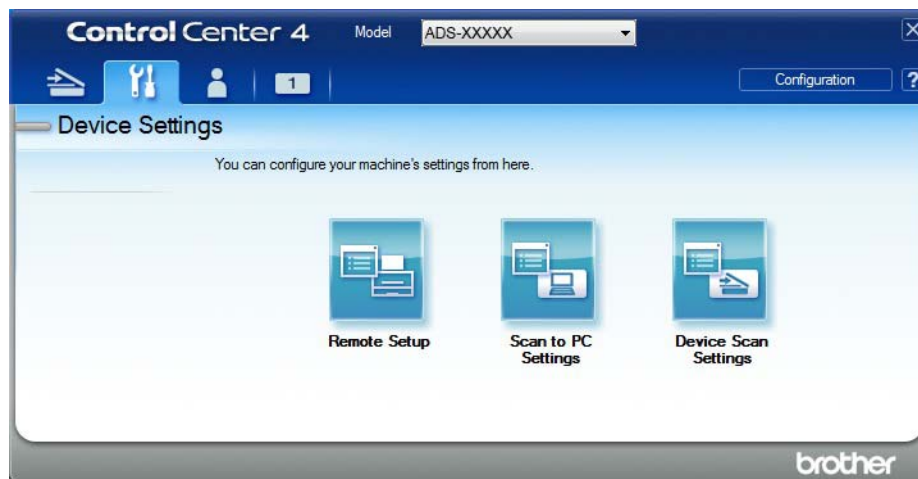 Control Center 4
Model
ADS-XXXXX
X
1
Configuration
?
Device Settings
You can configure your machine's settings from here.
Remote Setup
Scan to PC
Settings
Device Scan
Settings
brother